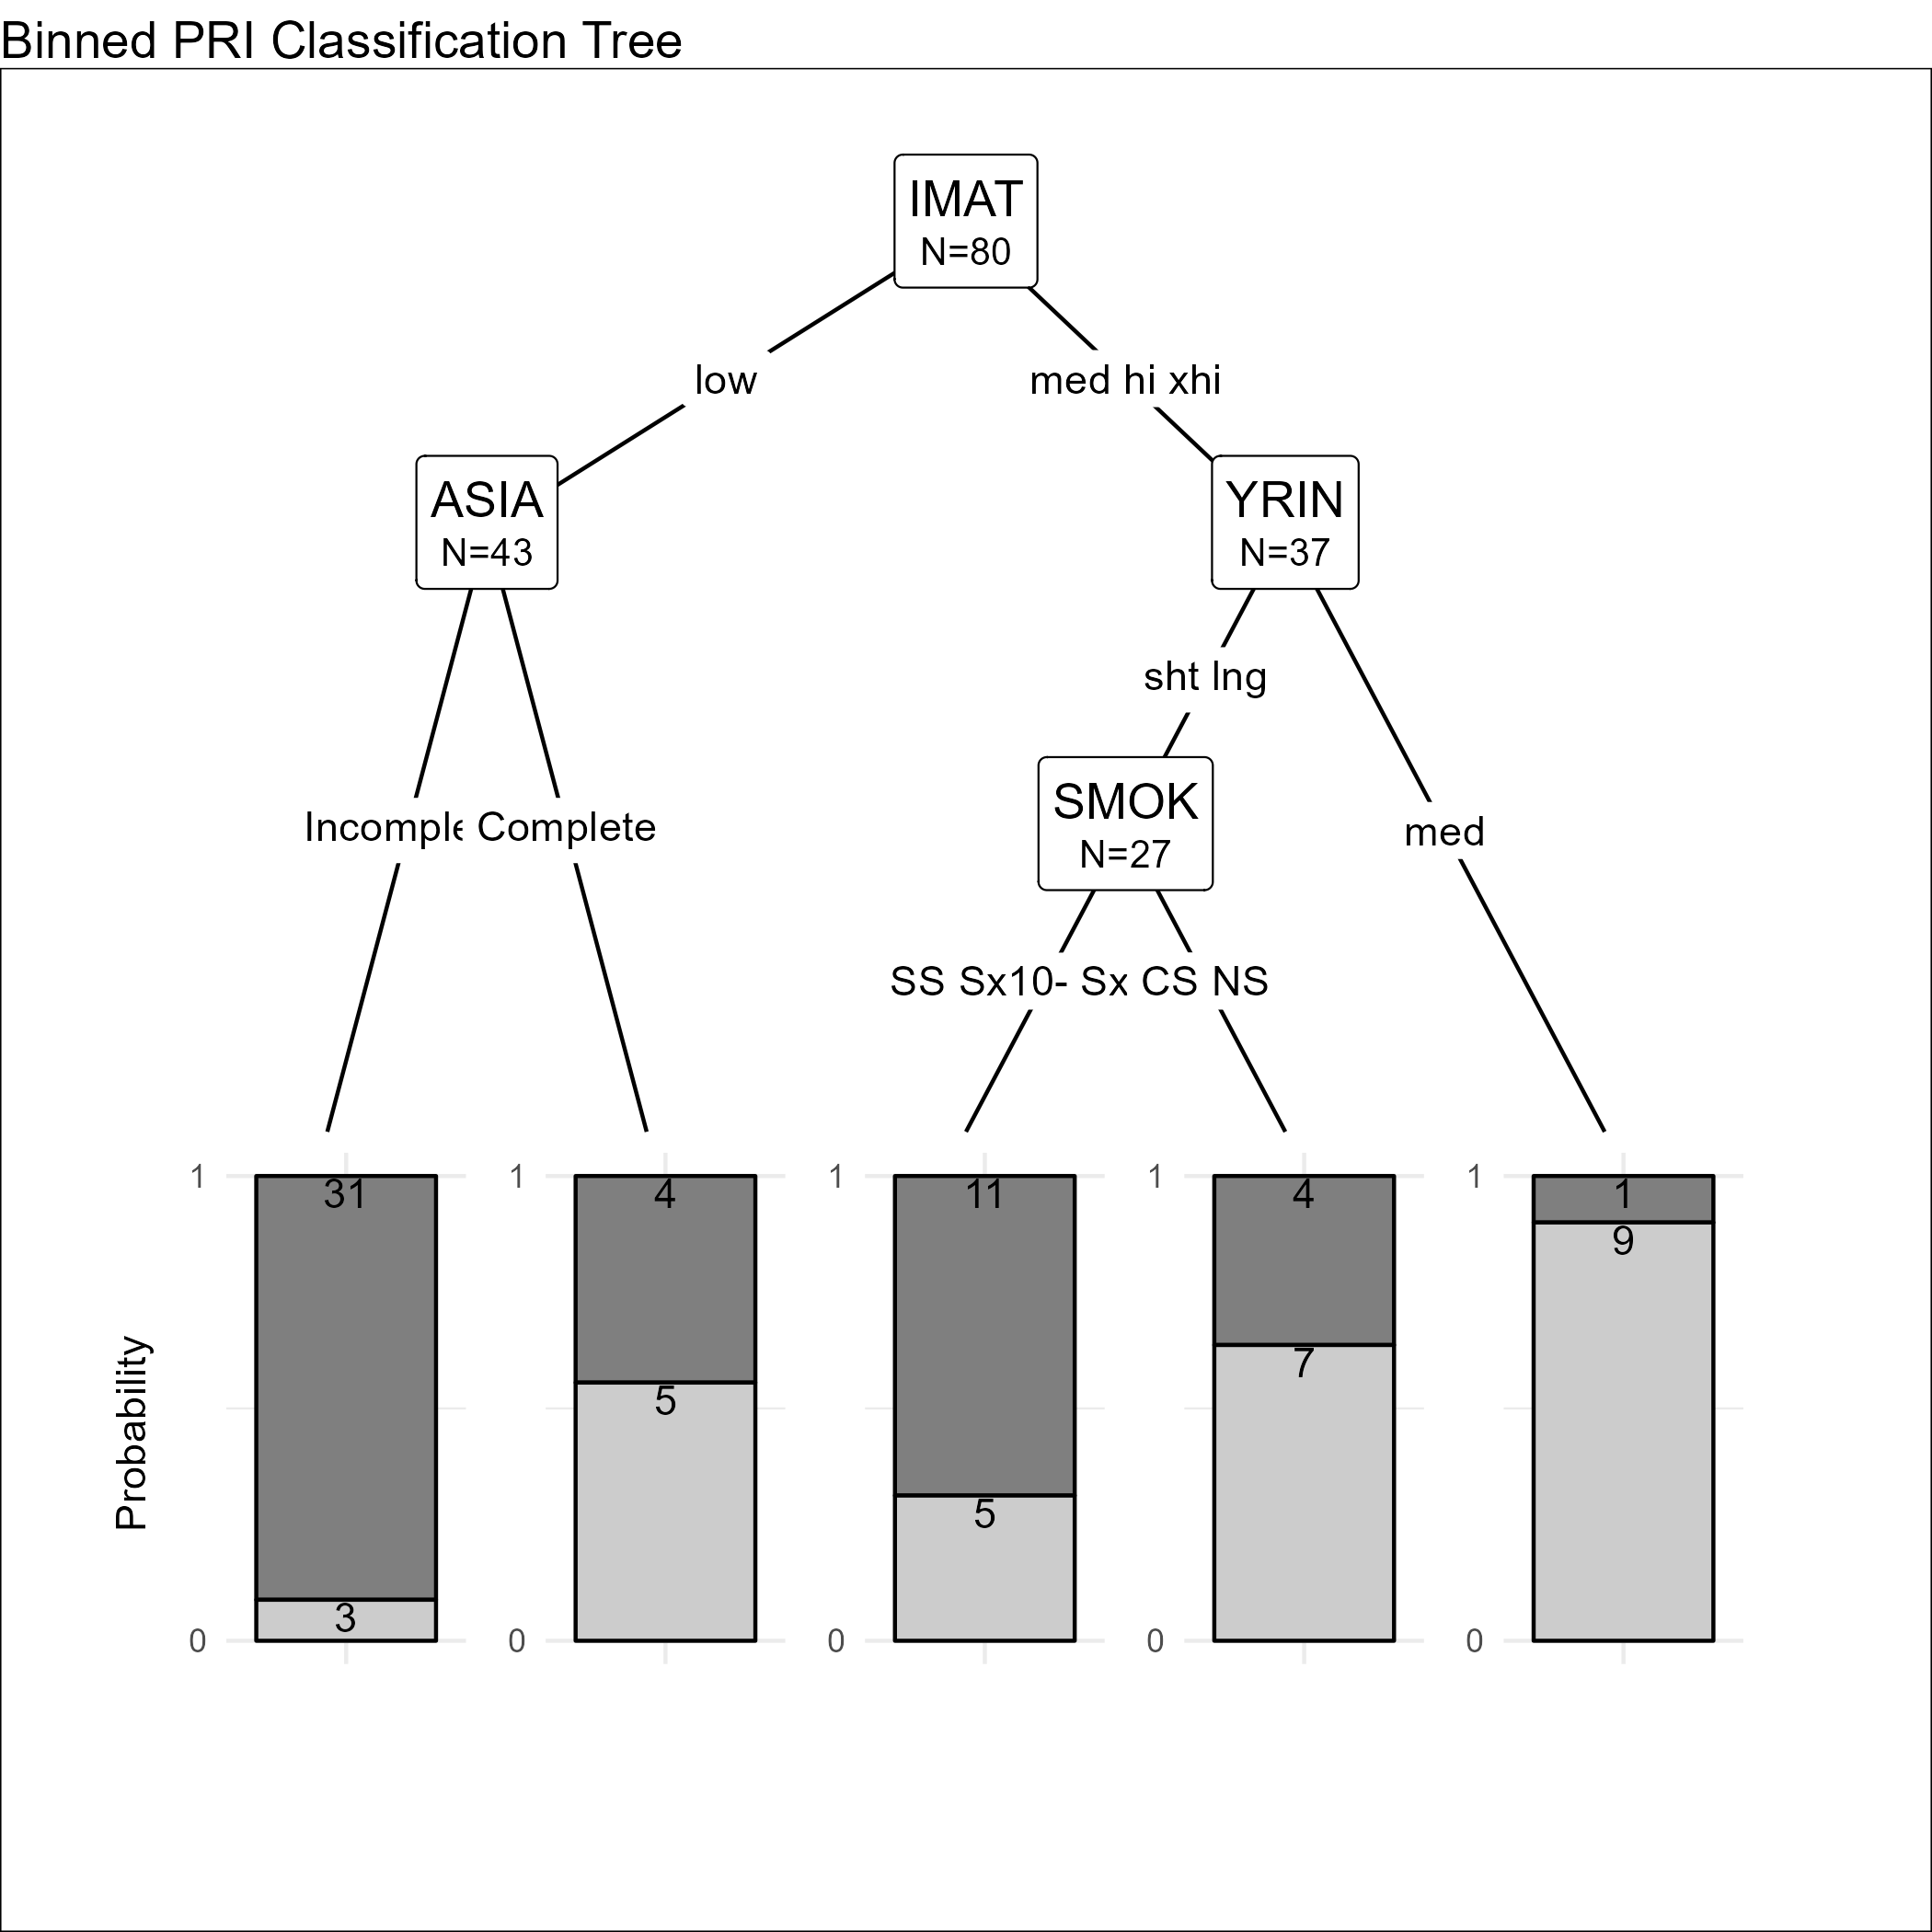 Binned PRI Classification Tree
IMAT
N=80
low
med hi xhi
ASIA
N=43
YRIN
N=37
sht lng
SMOK
N=27
Incomple
Complete
med
SS Sx10- Sx
CS NS
1
31
3
0
1
4
5
0
1
11
5
0
1
4
7
0
1
1
9
0
Probability